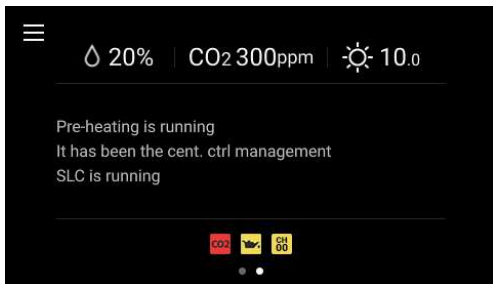 20% CO2 300ppm 10.0
Pre-heating is running
It has been the cent. ctrl management
SLC is running
CO2 CH
00